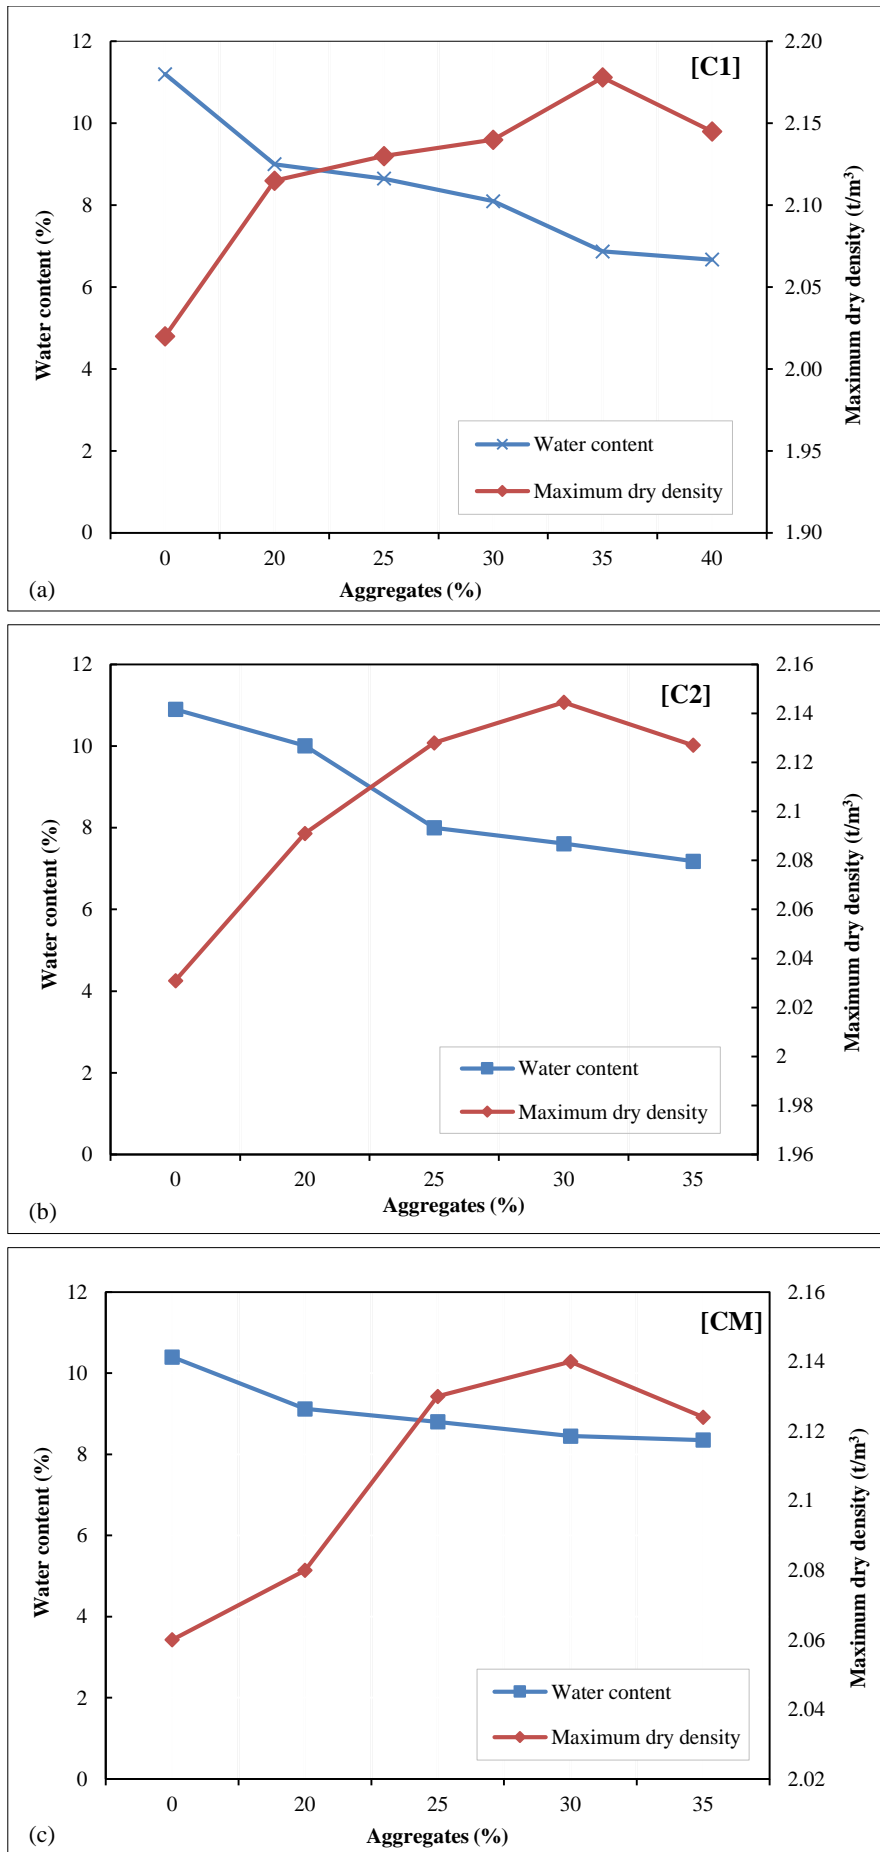 [C1]
12
10
8
6
4
2
0
Water content (%)
2.20
2.15
2.10
2.05
2.00
1.95
1.90
Maximum dry density (t/m³)
Water content
Maximum dry density
0 20 25 30 35 40
Aggregates (%)
(a)
[C2]
12
10
8
6
4
2
0
Water content (%)
2.16
2.14
2.12
2.1
2.08
2.06
2.04
2.02
2
1.98
1.96
Maximum dry density (t/m³)
Water content
Maximum dry density
0 20 25 30 35
Aggregates (%)
(b)
[CM]
12
10
8
6
4
2
0
Water content (%)
2.16
2.14
2.12
2.1
2.08
2.06
2.04
2.02
Maximum dry density (t/m³)
Water content
Maximum dry density
0 20 25 30 35
Aggregates (%)
(c)